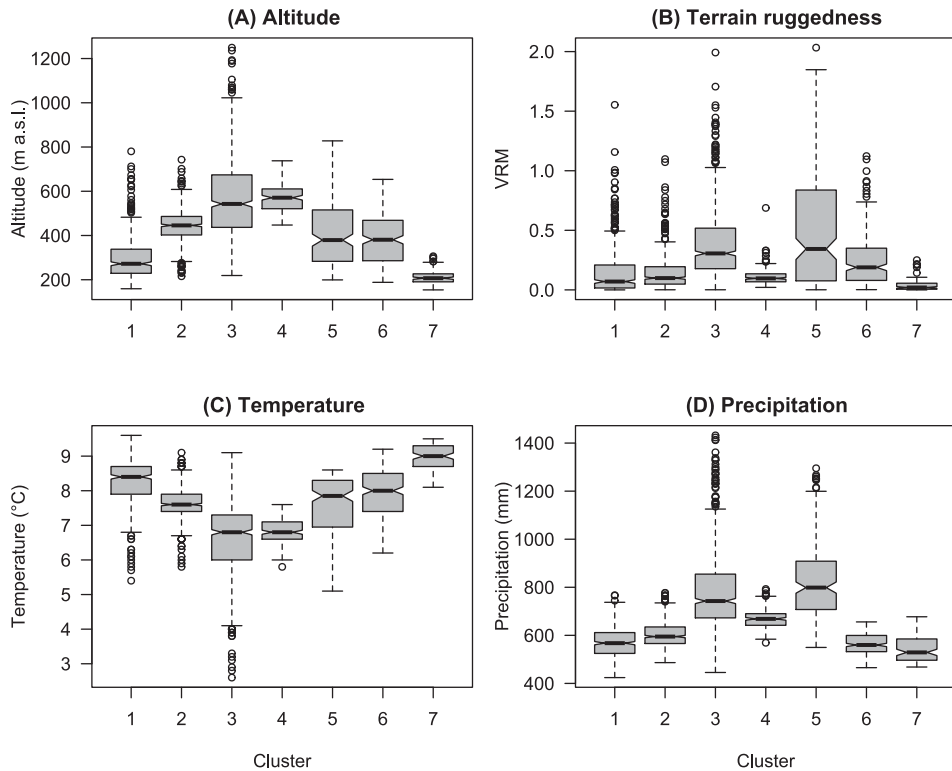 (A) Altitude
Altitude (m a.s.l.)
1200
1000
800
600
400
200
1 2 3 4 5 6 7
(B) Terrain ruggedness
VRM
2.0
1.5
1.0
0.5
0.0
1 2 3 4 5 6 7
(C) Temperature
Temperature (°C)
9
8
7
6
5
4
3
1 2 3 4 5 6 7
Cluster
(D) Precipitation
Precipitation (mm)
1400
1200
1000
800
600
400
1 2 3 4 5 6 7
Cluster